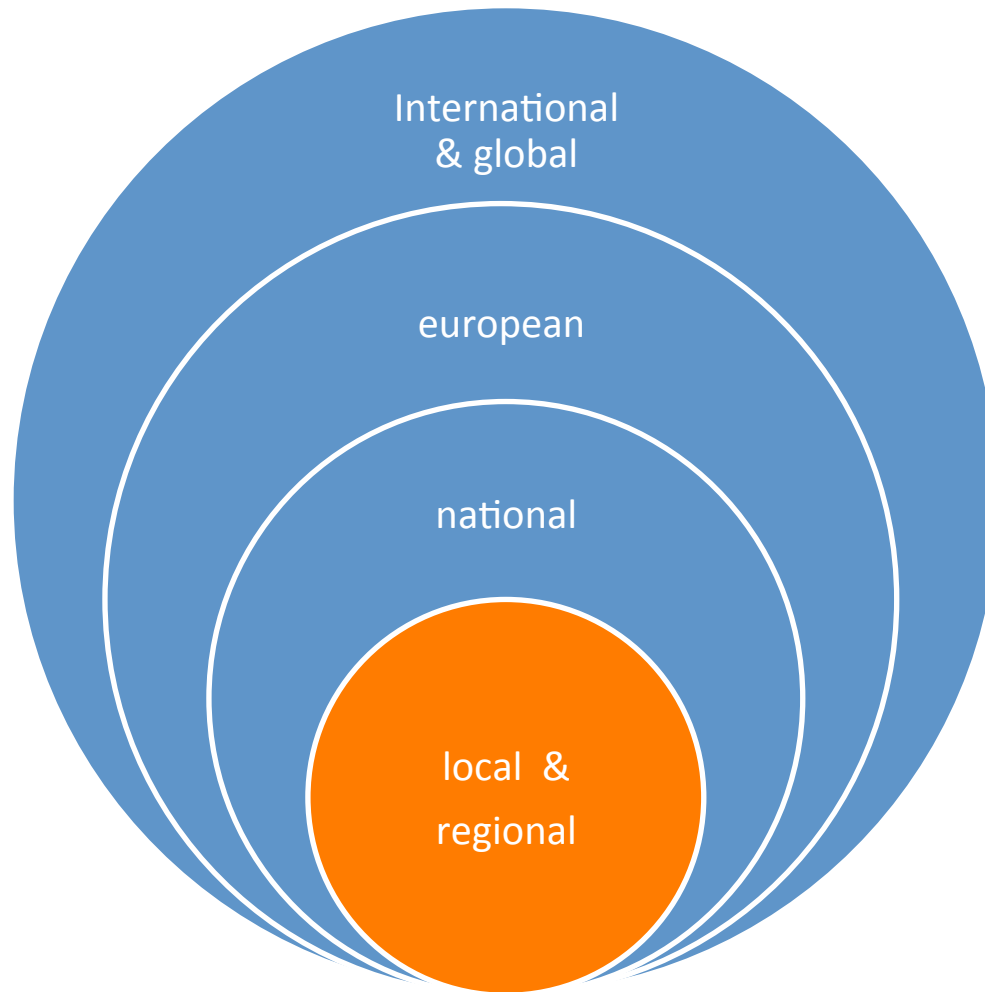 International
& global
european
national
local &
regional